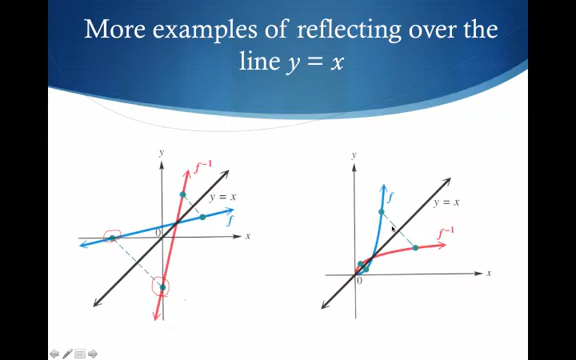 More examples of reflecting over the
line y = x
y
f⁻¹
y = x
f
0
x
y
f
y = x
f⁻¹
0
x